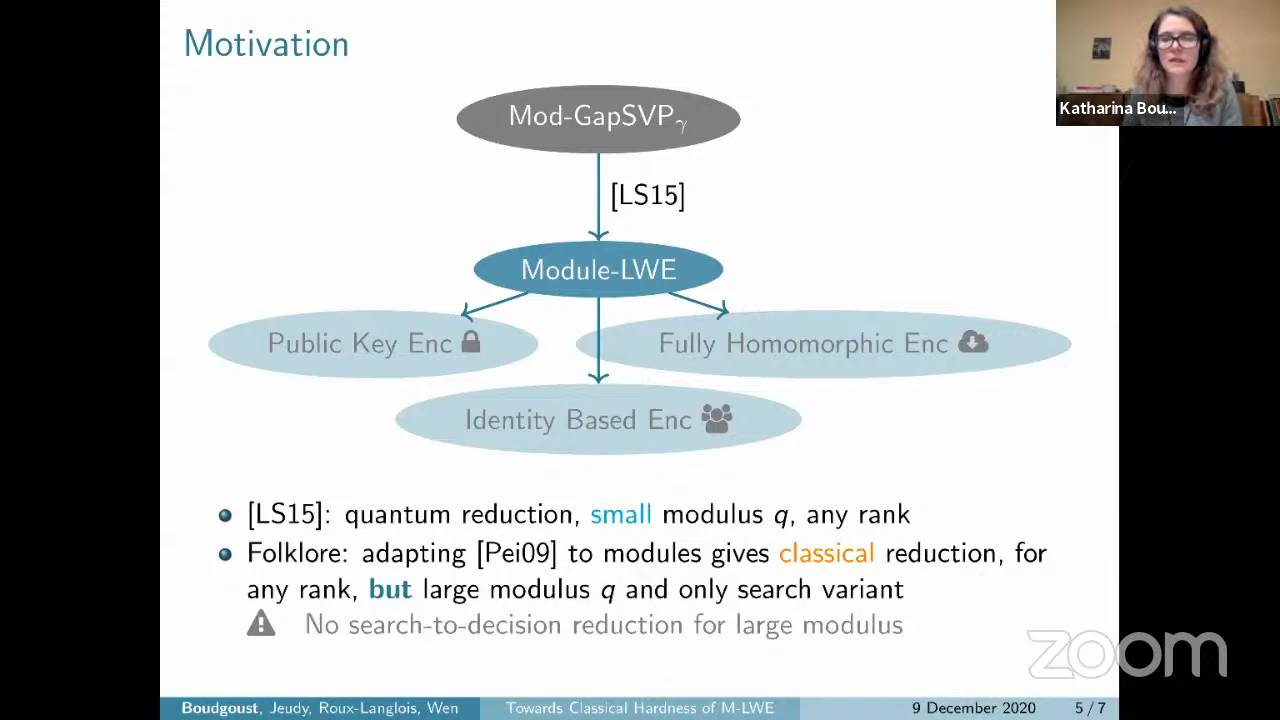 Motivation
Katharina Bou...
Mod-GapSVPγ
[LS15]
Module-LWE
Public Key Enc
Fully Homomorphic Enc
Identity Based Enc
[LS15]: quantum reduction, small modulus q, any rank
Folklore: adapting [Pei09] to modules gives classical reduction, for
any rank, but large modulus q and only search variant
No search-to-decision reduction for large modulus
zoom
Boudgoust, Jeudy, Roux-Langlois, Wen
Towards Classical Hardness of M-LWE
9 December 2020
5 / 7